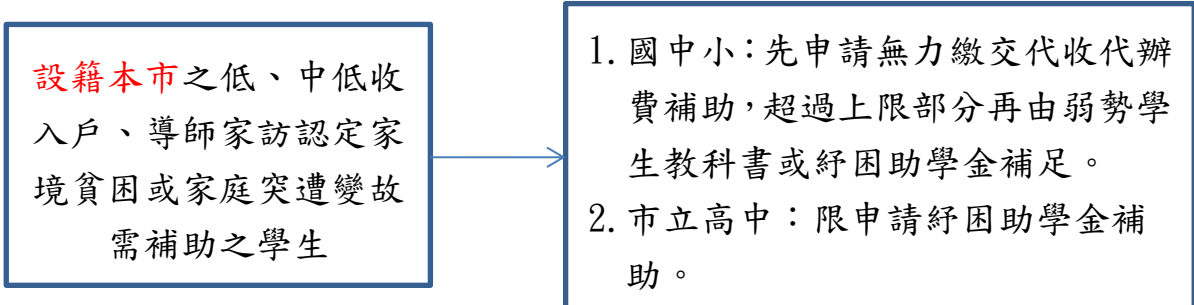 設籍本市之低、中低收
入戶、導師家訪認定家
境貧困或家庭突遭變故
需補助之學生
1. 國中小：先申請無力繳交代收代辦
費補助，超過上限部分再由弱勢學
生教科書或紓困助學金補足。
2. 市立高中：限申請紓困助學金補
助。